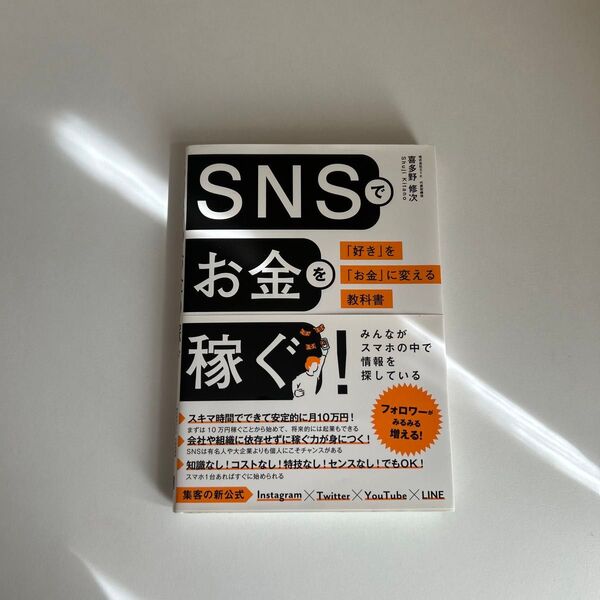 SNSで
お金を
稼ぐ!
喜多野 修次
Shuji Kitano
「好き」を
「お金」に変える
教科書
みんなが
スマホの中で
情報を
探している
フォロワーが
みるみる
増える!
スキマ時間でできて安定的に月10万円!
まずは10万円稼ぐことから始めて、将来的には起業もできる
会社や組織に依存せずに稼ぐ力が身につく!
SNSは有名人や大企業よりも個人にこそチャンスがある
知識なし!コストなし!特技なし!センスなし!でもOK!
スマホ1台あればすぐに始められる
集客の新公式 Instagram×Twitter×YouTube×LINE